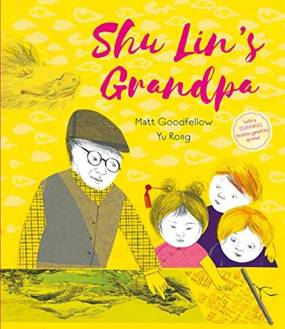 Shu Lin's
Grandpa
Matt Goodfellow
Yu Rong
With a
STUNNING
double-gatefold
spread